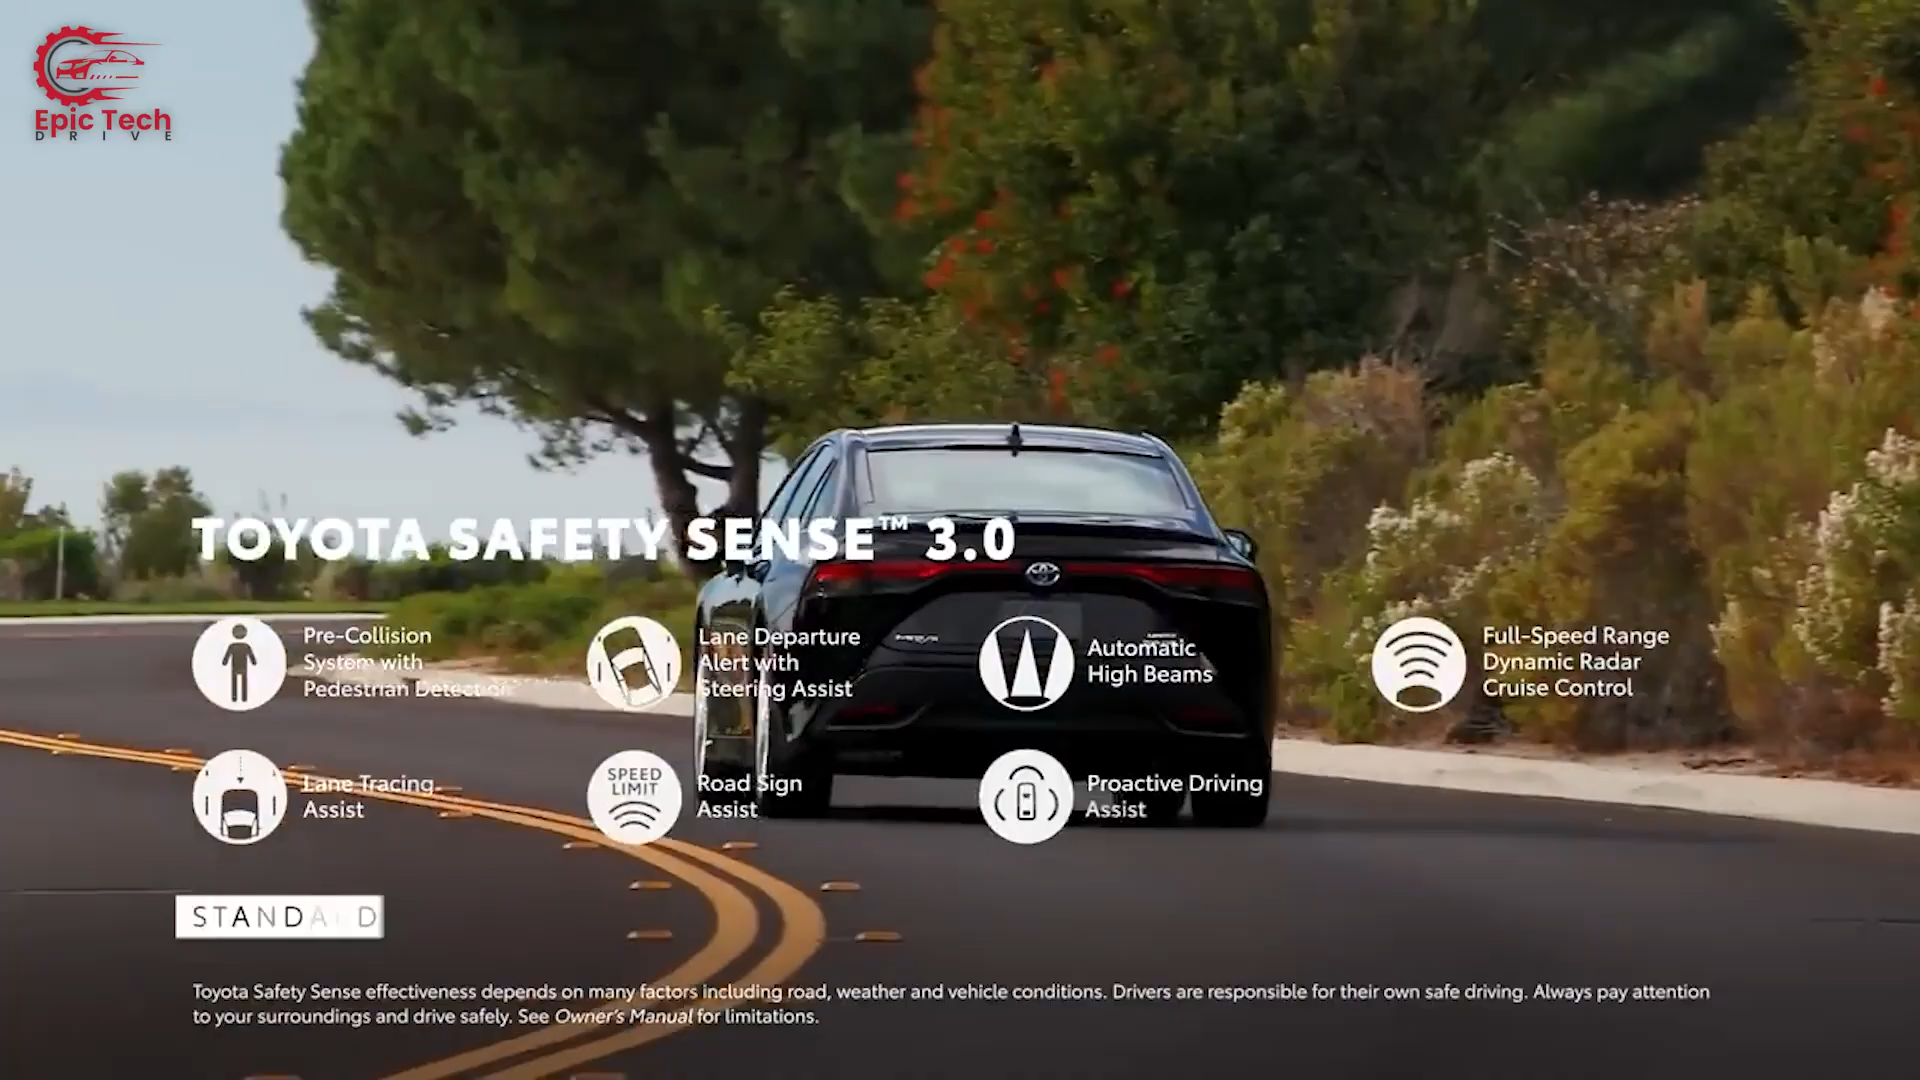 Epic Tech
DRIVE
TOYOTA SAFETY SENSE™ 3.0
Pre-Collision
System with
Pedestrian Detection
Lane Departure
Alert with
Steering Assist
Automatic
High Beams
Full-Speed Range
Dynamic Radar
Cruise Control
Lane Tracing
Assist
SPEED
LIMIT
Road Sign
Assist
Proactive Driving
Assist
STANDARD
Toyota Safety Sense effectiveness depends on many factors including road, weather and vehicle conditions. Drivers are responsible for their own safe driving. Always pay attention
to your surroundings and drive safely. See Owner's Manual for limitations.